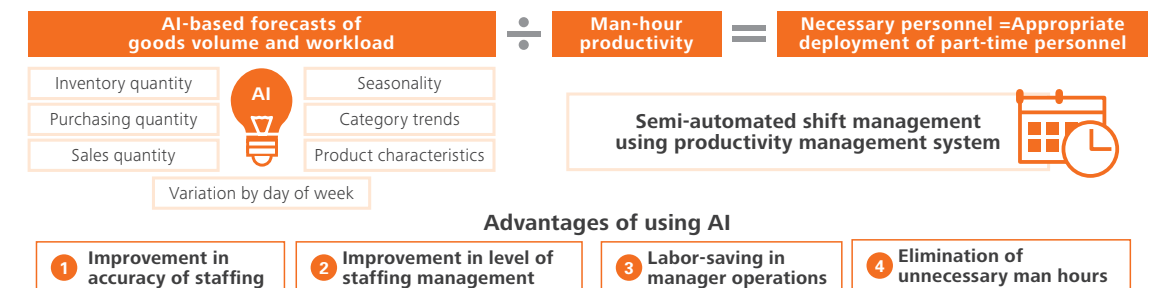 AI-based forecasts of
goods volume and workload
÷
Man-hour
productivity
=
Necessary personnel =Appropriate
deployment of part-time personnel
Inventory quantity
Purchasing quantity
Sales quantity
AI
Seasonality
Category trends
Product characteristics
Variation by day of week
Semi-automated shift management
using productivity management system
Advantages of using AI
1 Improvement in
accuracy of staffing
2 Improvement in level of
staffing management
3 Labor-saving in
manager operations
4 Elimination of
unnecessary man hours